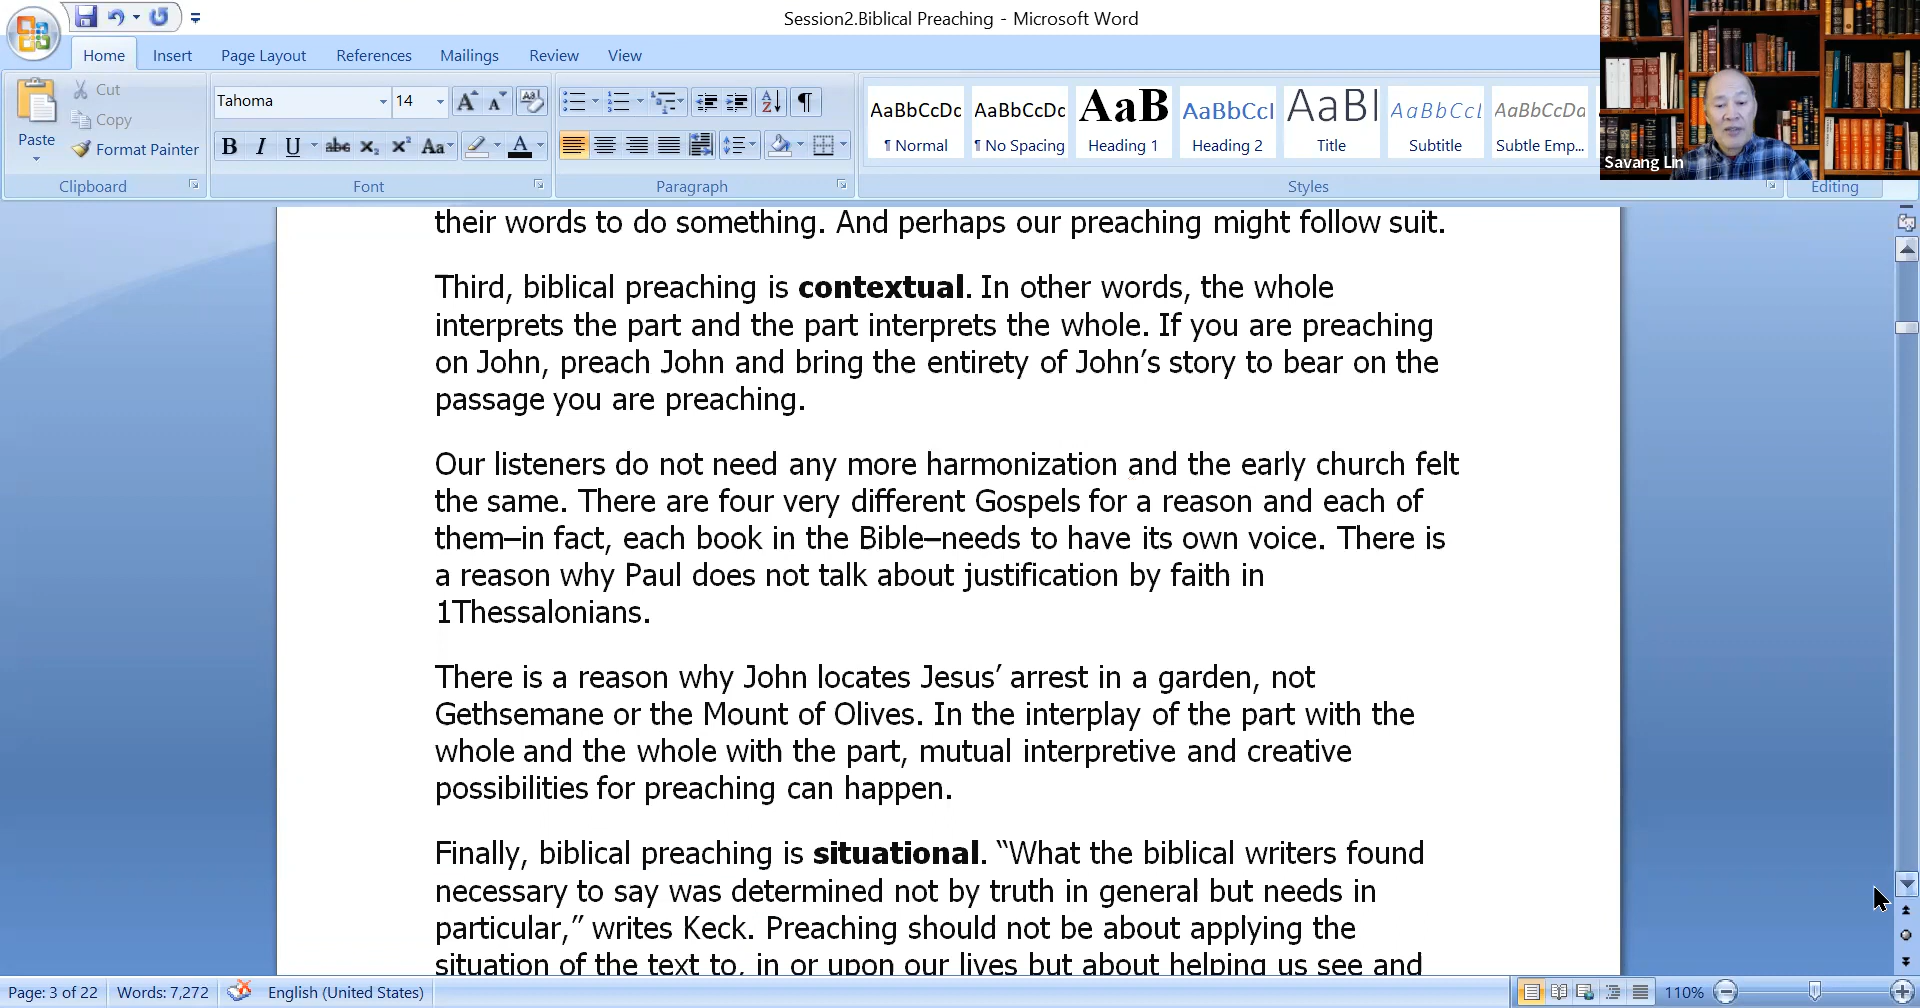 Session2.Biblical Preaching - Microsoft Word
Home Insert Page Layout References Mailings Review View
Paste
Cut
Copy
Format Painter
Clipboard
Tahoma 14
Font
Paragraph
AaBbCcDc AaBbCcDc AaB AaBbCcI AaBI AaBbCcL AaBbCcDa
¶ Normal ¶ No Spacing Heading 1 Heading 2 Title Subtitle Subtle Emp...
Styles
Editing
Savang Lin
their words to do something. And perhaps our preaching might follow suit.
Third, biblical preaching is contextual. In other words, the whole
interprets the part and the part interprets the whole. If you are preaching
on John, preach John and bring the entirety of John’s story to bear on the
passage you are preaching.
Our listeners do not need any more harmonization and the early church felt
the same. There are four very different Gospels for a reason and each of
them—in fact, each book in the Bible—needs to have its own voice. There is
a reason why Paul does not talk about justification by faith in
1Thessalonians.
There is a reason why John locates Jesus’ arrest in a garden, not
Gethsemane or the Mount of Olives. In the interplay of the part with the
whole and the whole with the part, mutual interpretive and creative
possibilities for preaching can happen.
Finally, biblical preaching is situational. “What the biblical writers found
necessary to say was determined not by truth in general but needs in
particular,” writes Keck. Preaching should not be about applying the
situation of the text to, in or upon our lives but about helping us see and
Page: 3 of 22 Words: 7,272 English (United States) 110%